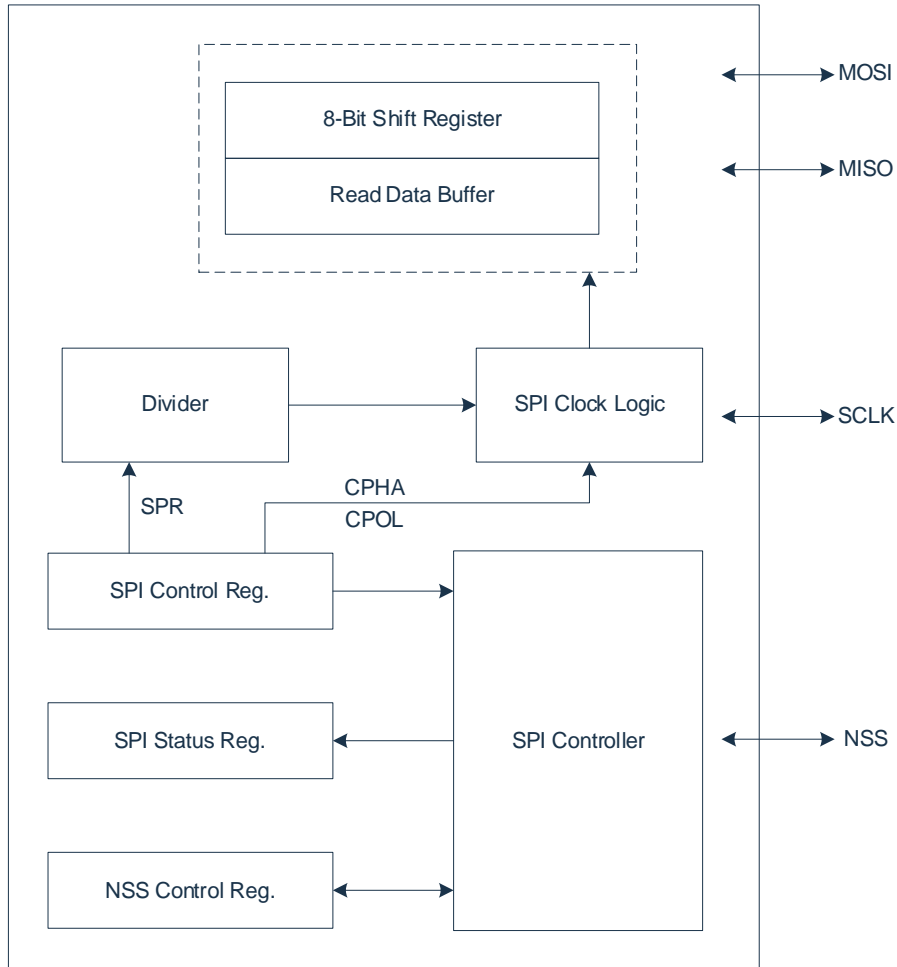 8-Bit Shift Register
Read Data Buffer
MOSI
MISO
Divider
SPI Clock Logic
SCLK
SPR
CPHA
CPOL
SPI Control Reg.
SPI Status Reg.
SPI Controller
NSS
NSS Control Reg.